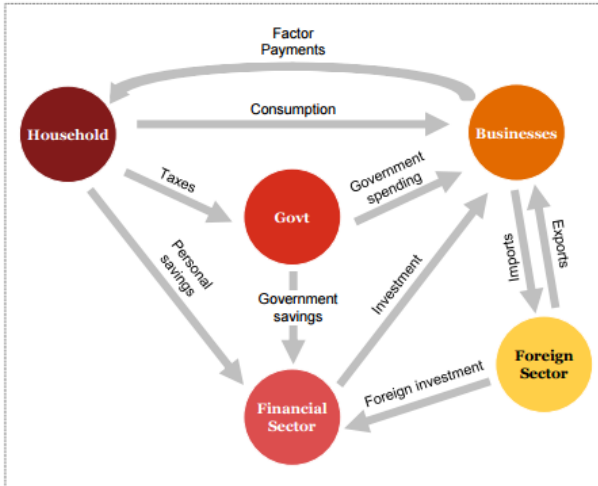 Factor
Payments
Household
Consumption
Businesses
Taxes
Govt
Government
spending
Personal
savings
Government
savings
Investment
Imports
Exports
Foreign
Sector
Foreign investment
Financial
Sector